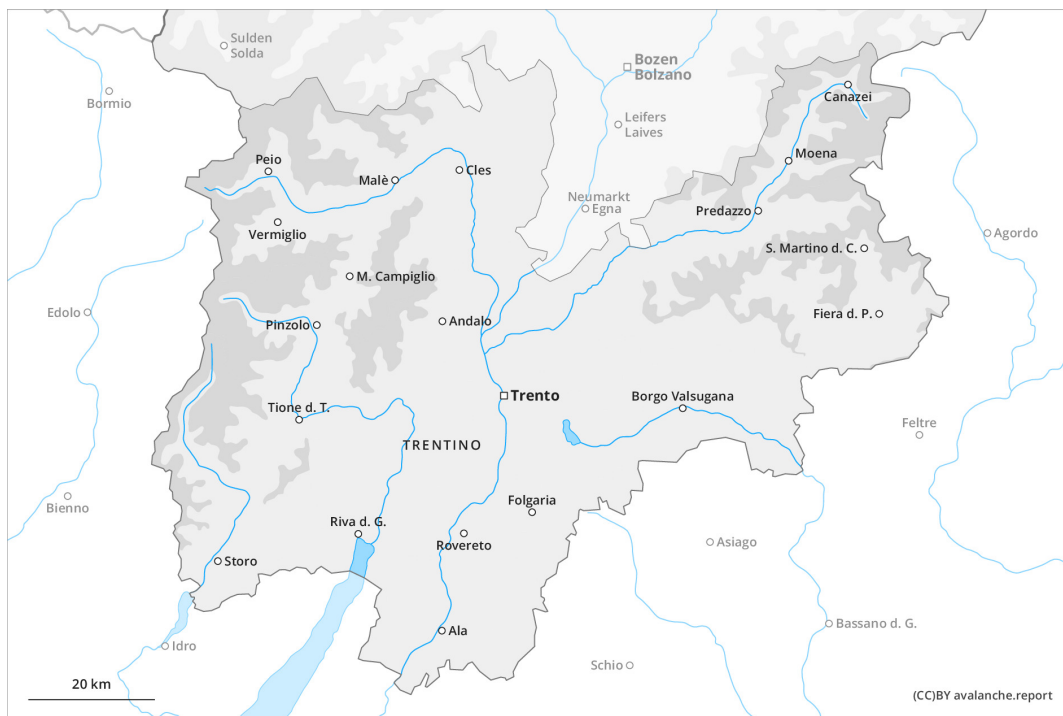 Sulden
Solda
Bozen
Bolzano
Bormio
Canazei
Leifers
Laives
Peio
Malè
Cles
Moena
Neumarkt
Egna
Predazzo
Vermiglio
S. Martino d. C.
Agordo
M. Campiglio
Edolo
Pinzolo
Andalo
Fiera d. P.
Trento
Borgo Valsugana
Tione d. T.
Feltre
TRENTINO
Bienno
Folgaria
Riva d. G.
Rovereto
Asiago
Storo
Ala
Bassano d. G.
Idro
Schio
20 km
(CC)BY avalanche.report